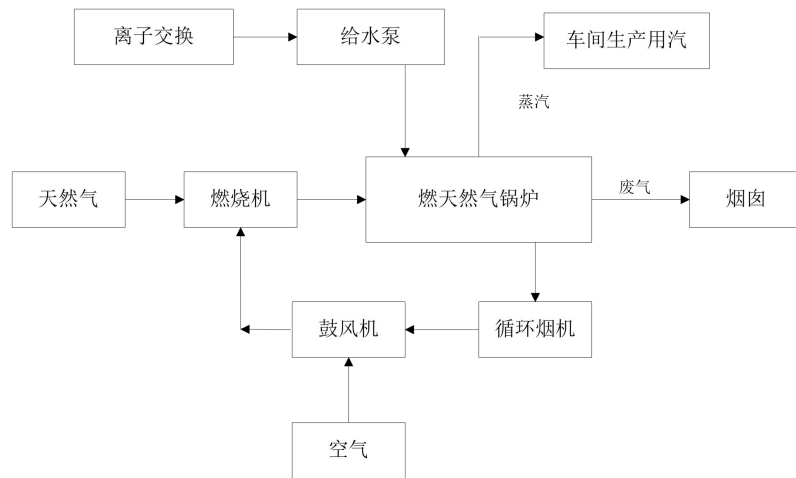 离子交换
给水泵
车间生产用汽
蒸汽
天然气
燃烧机
燃天然气锅炉
废气
烟囱
鼓风机
循环烟机
空气